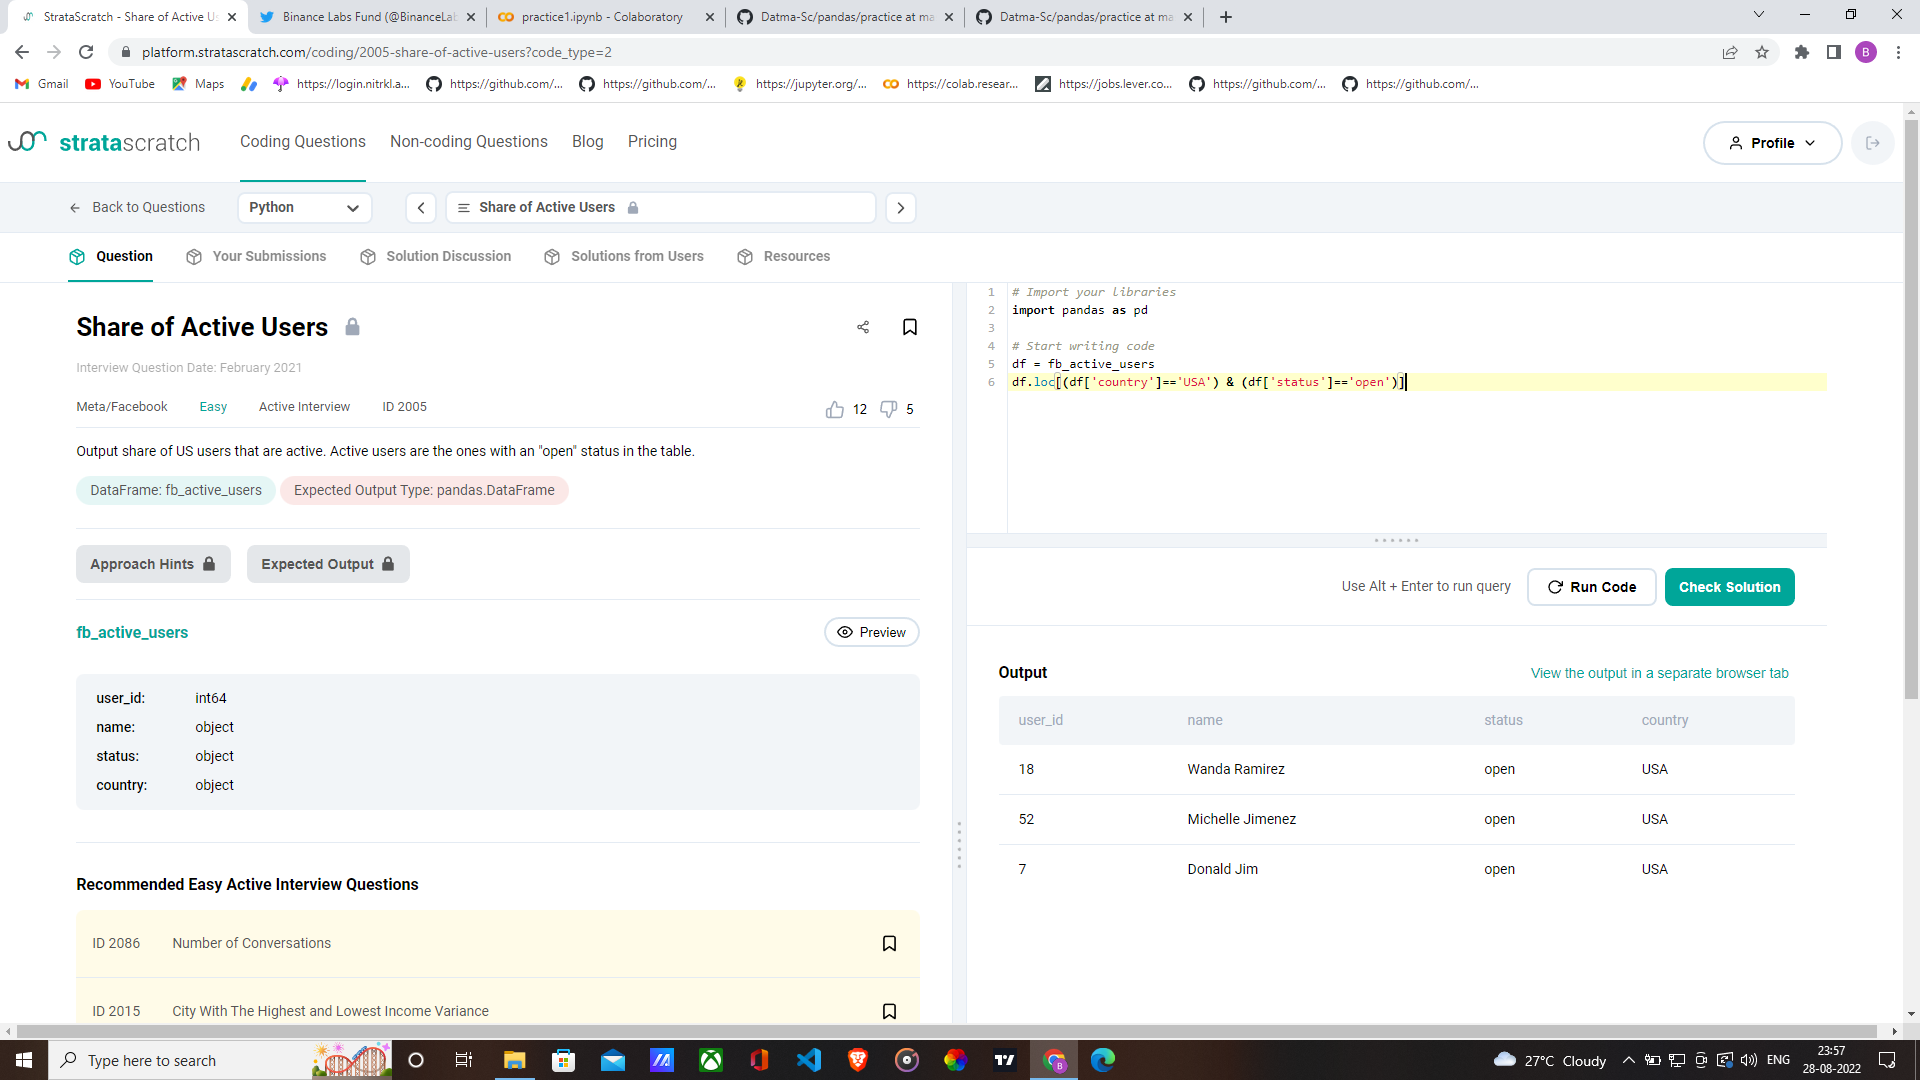 StrataScratch - Share of Active Us
Binance Labs Fund (@BinanceLab
practice1.ipynb - Colaboratory
Datma-Sc/pandas/practice at ma
Datma-Sc/pandas/practice at ma
platform.stratascratch.com/coding/2005-share-of-active-users?code_type=2
B
Gmail
YouTube
Maps
https://login.nitrkl.a...
https://github.com/...
https://github.com/...
https://jupyter.org/...
https://colab.resear...
https://jobs.lever.co...
https://github.com/...
https://github.com/...
stratascratch
Coding Questions
Non-coding Questions
Blog
Pricing
Profile
Back to Questions
Python
Share of Active Users
Question
Your Submissions
Solution Discussion
Solutions from Users
Resources
Share of Active Users
Interview Question Date: February 2021
Meta/Facebook
Easy
Active Interview
ID 2005
12
5
Output share of US users that are active. Active users are the ones with an "open" status in the table.
DataFrame: fb_active_users
Expected Output Type: pandas.DataFrame
Approach Hints
Expected Output
fb_active_users
Preview
user_id: int64
name: object
status: object
country: object
Recommended Easy Active Interview Questions
ID 2086 Number of Conversations
ID 2015 City With The Highest and Lowest Income Variance
1 # Import your libraries
2 import pandas as pd
3
4 # Start writing code
5 df = fb_active_users
6 df.loc[(df['country']=='USA') & (df['status']=='open')]
Use Alt + Enter to run query
Run Code
Check Solution
Output
View the output in a separate browser tab
user_id name status country
18 Wanda Ramirez open USA
52 Michelle Jimenez open USA
7 Donald Jim open USA
Type here to search
27°C Cloudy
ENG
23:57
28-08-2022